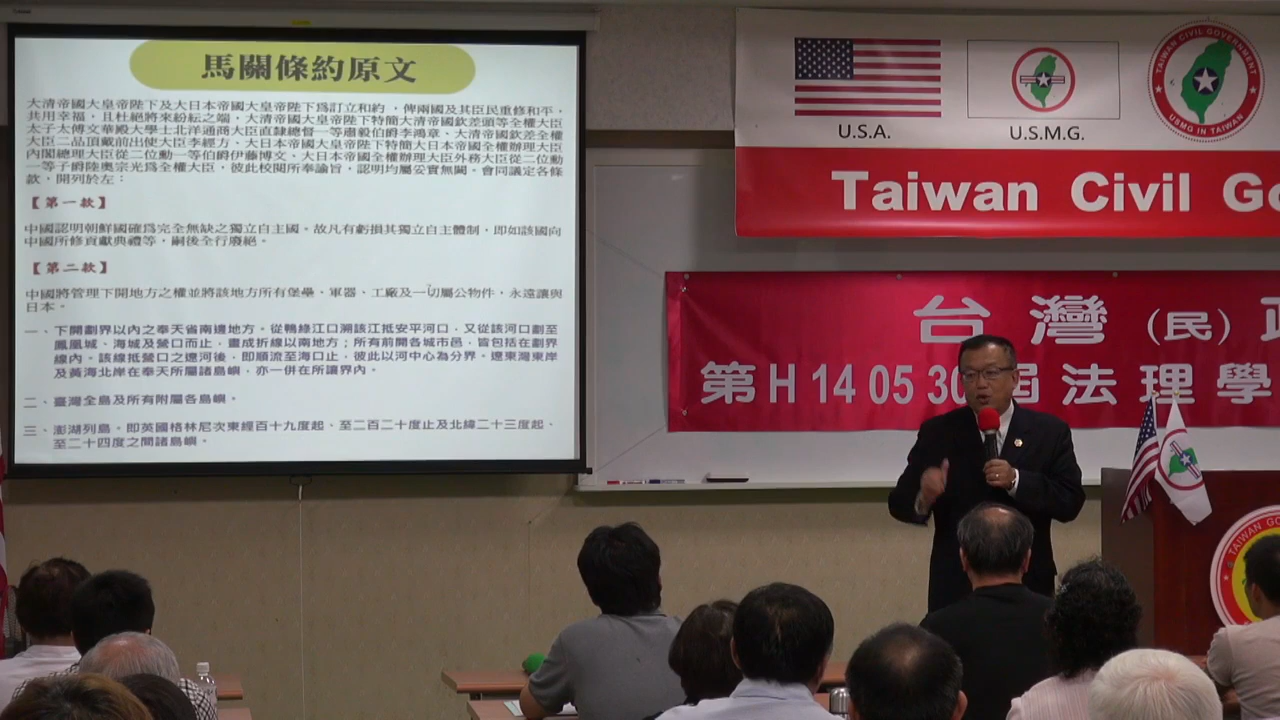 馬關條約原文
大清帝國大皇帝陛下及大日本帝國大皇帝陛下為訂立和約，俾兩國及其臣民重修和平，
共用幸福，且杜絕將來紛紜之端，大清帝國大皇帝陛下特簡大清帝國欽差頭等全權大臣
太子太傅文華殿大學士北洋通商大臣直隸總督一等肅毅伯爵李鴻章、大清帝國欽差全權
大臣二品頂戴前出使大臣李經方、大日本帝國大皇帝陛下特簡大日本帝國全權辦理大臣
內閣總理大臣從二位勳一等伯爵伊藤博文、大日本帝國全權辦理大臣外務大臣從二位勳
一等子爵陸奧宗光為全權大臣，彼此校閱所奉諭旨，認明均屬妥實無闕。會同議定各條
款，開列於左：
【第一款】
中國認明朝鮮國確為完全無缺之獨立自主國。故凡有虧損其獨立自主體制，即如該國向
中國所修貢獻典禮等，嗣後全行廢絕。
【第二款】
中國將管理下開地方之權並將該地方所有堡壘、軍器、工廠及一切屬公物件，永遠讓與
日本。
一、下開劃界以內之奉天省南邊地方。從鴨綠江口溯該江抵安平河口，又從該河口劃至
鳳凰城、海城及營口而止，畫成折線以南地方；所有前開各城市邑，皆包括在劃界
線內。該線抵營口之遼河後，即順流至海口止，彼此以河中心為分界。遼東灣東岸
及黃海北岸在奉天所屬諸島嶼，亦一併在所讓界內。
二、臺灣全島及所有附屬各島嶼。
三、澎湖列島。即英國格林尼次東經百十九度起、至二百二十度止及北緯二十三度起、
至二十四度之間諸島嶼。
U.S.A.
U.S.M.G.
TAIWAN CIVIL GOVERNMENT
USMG IN TAIWAN
Taiwan Civil Go
台灣（民）政
第H 14 05 30屆法理學
TAIWAN GO